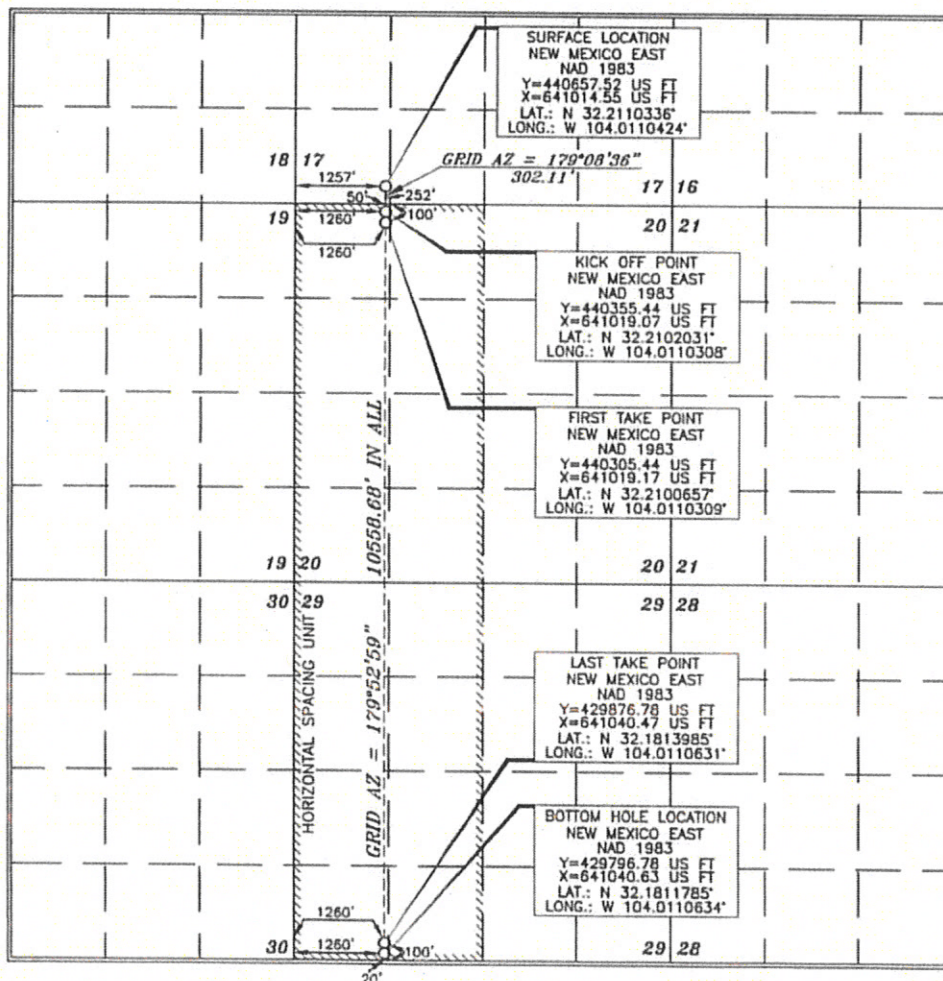 SURFACE LOCATION
NEW MEXICO EAST
NAD 1983
Y=440657.52 US FT
X=641014.55 US FT
LAT.: N 32.2110336°
LONG.: W 104.0110424°
18 17
1257'
GRID AZ = 179°08'36"
302.11'
17 16
50'
252'
19
1260'
100'
20 21
1260'
KICK OFF POINT
NEW MEXICO EAST
NAD 1983
Y=440355.44 US FT
X=641019.07 US FT
LAT.: N 32.2102031°
LONG.: W 104.0110308°
FIRST TAKE POINT
NEW MEXICO EAST
NAD 1983
Y=440305.44 US FT
X=641019.17 US FT
LAT.: N 32.2100657°
LONG.: W 104.0110309°
10558.68' IN ALL
19 20
20 21
30 29
29 28
HORIZONTAL SPACING UNIT
GRID AZ = 179°52'59"
LAST TAKE POINT
NEW MEXICO EAST
NAD 1983
Y=429876.78 US FT
X=641040.47 US FT
LAT.: N 32.1813985°
LONG.: W 104.0110631°
BOTTOM HOLE LOCATION
NEW MEXICO EAST
NAD 1983
Y=429796.78 US FT
X=641040.63 US FT
LAT.: N 32.1811785°
LONG.: W 104.0110634°
1260'
30
1260'
100'
29 28
20'